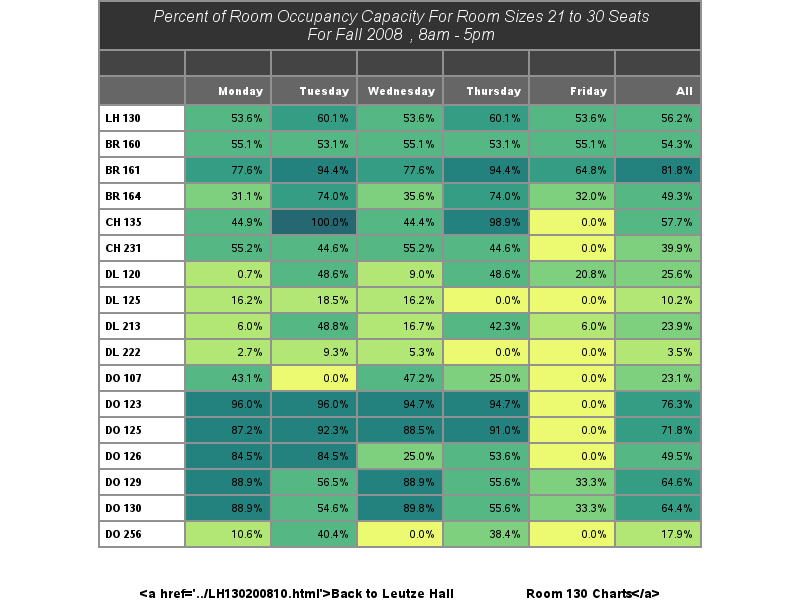 Percent of Room Occupancy Capacity For Room Sizes 21 to 30 Seats
For Fall 2008 , 8am - 5pm
Monday Tuesday Wednesday Thursday Friday All
LH 130 53.6% 60.1% 53.6% 60.1% 53.6% 56.2%
BR 160 55.1% 53.1% 55.1% 53.1% 55.1% 54.3%
BR 161 77.6% 94.4% 77.6% 94.4% 64.8% 81.8%
BR 164 31.1% 74.0% 35.6% 74.0% 32.0% 49.3%
CH 135 44.9% 100.0% 44.4% 98.9% 0.0% 57.7%
CH 231 55.2% 44.6% 55.2% 44.6% 0.0% 39.9%
DL 120 0.7% 48.6% 9.0% 48.6% 20.8% 25.6%
DL 125 16.2% 18.5% 16.2% 0.0% 0.0% 10.2%
DL 213 6.0% 48.8% 16.7% 42.3% 6.0% 23.9%
DL 222 2.7% 9.3% 5.3% 0.0% 0.0% 3.5%
DO 107 43.1% 0.0% 47.2% 25.0% 0.0% 23.1%
DO 123 96.0% 96.0% 94.7% 94.7% 0.0% 76.3%
DO 125 87.2% 92.3% 88.5% 91.0% 0.0% 71.8%
DO 126 84.5% 84.5% 25.0% 53.6% 0.0% 49.5%
DO 129 88.9% 56.5% 88.9% 55.6% 33.3% 64.6%
DO 130 88.9% 54.6% 89.8% 55.6% 33.3% 64.4%
DO 256 10.6% 40.4% 0.0% 38.4% 0.0% 17.9%
<a href='../LH130200810.html'>Back to Leutze Hall Room 130 Charts</a>